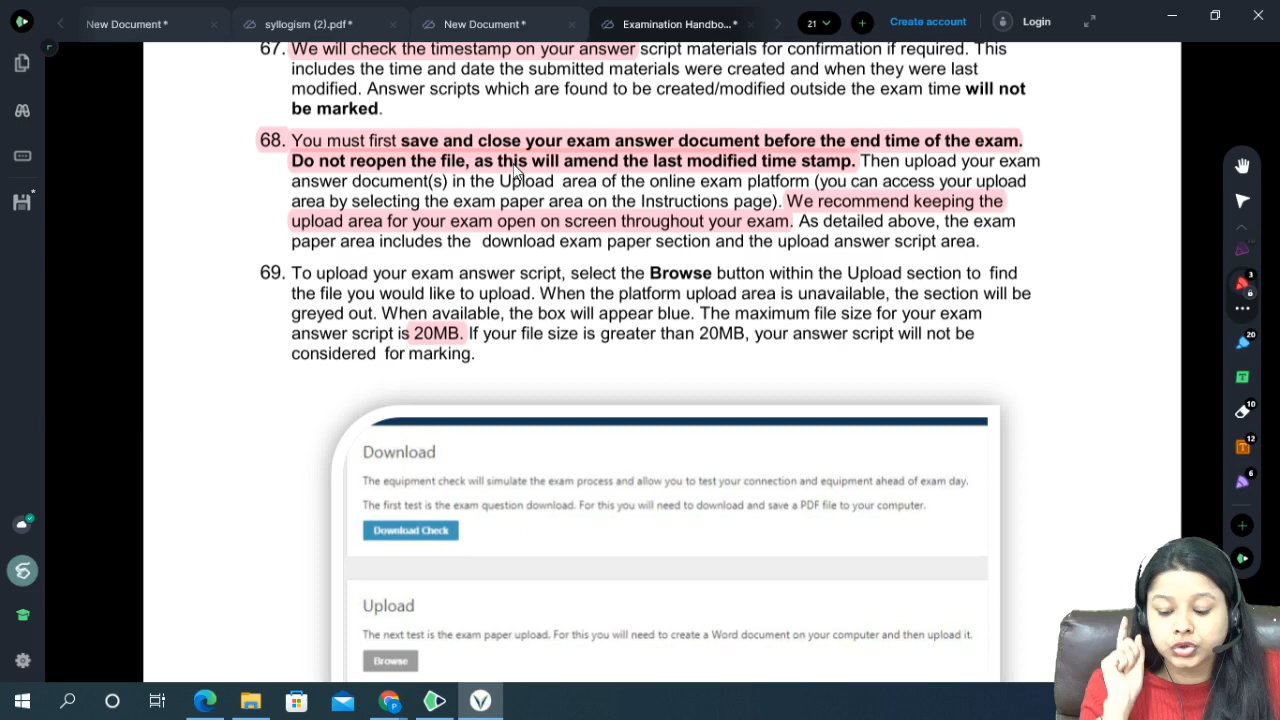 New Document*
syllogism (2).pdf*
New Document*
Examination Handbo...*
21
Create account
Login
67. We will check the timestamp on your answer script materials for confirmation if required. This
includes the time and date the submitted materials were created and when they were last
modified. Answer scripts which are found to be created/modified outside the exam time will not
be marked.
68. You must first save and close your exam answer document before the end time of the exam.
Do not reopen the file, as this will amend the last modified time stamp. Then upload your exam
answer document(s) in the Upload area of the online exam platform (you can access your upload
area by selecting the exam paper area on the Instructions page). We recommend keeping the
upload area for your exam open on screen throughout your exam. As detailed above, the exam
paper area includes the download exam paper section and the upload answer script area.
69. To upload your exam answer script, select the Browse button within the Upload section to find
the file you would like to upload. When the platform upload area is unavailable, the section will be
greyed out. When available, the box will appear blue. The maximum file size for your exam
answer script is 20MB. If your file size is greater than 20MB, your answer script will not be
considered for marking.
Download
The equipment check will simulate the exam process and allow you to test your connection and equipment ahead of exam day.
The first test is the exam question download. For this you will need to download and save a PDF file to your computer.
Download Check
Upload
The next test is the exam paper upload. For this you will need to create a Word document on your computer and then upload it.
Browse
3
20
10
12
6